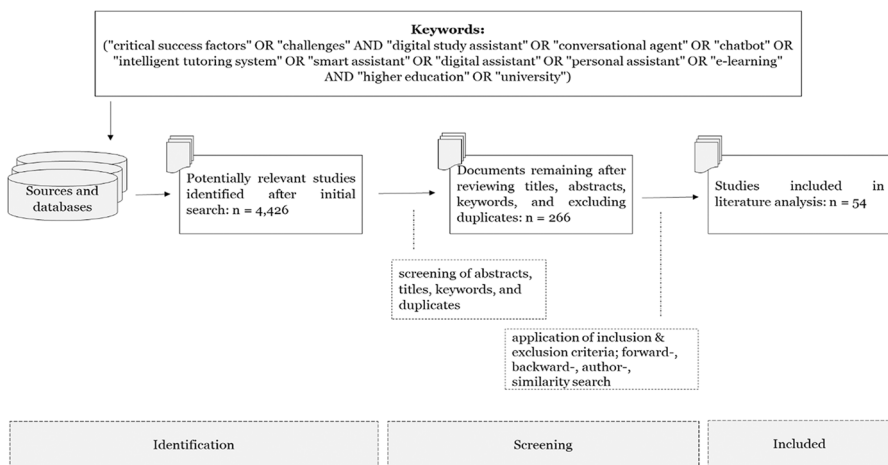 Keywords:
("critical success factors" OR "challenges" AND "digital study assistant" OR "conversational agent" OR "chatbot" OR
"intelligent tutoring system" OR "smart assistant" OR "digital assistant" OR "personal assistant" OR "e-learning"
AND "higher education" OR "university")
Sources and
databases
Potentially relevant studies
identified after initial
search: n = 4,426
Documents remaining after
reviewing titles, abstracts,
keywords, and excluding
duplicates: n = 266
Studies included in
literature analysis: n = 54
screening of abstracts,
titles, keywords, and
duplicates
application of inclusion &
exclusion criteria; forward-,
backward-, author-,
similarity search
Identification
Screening
Included